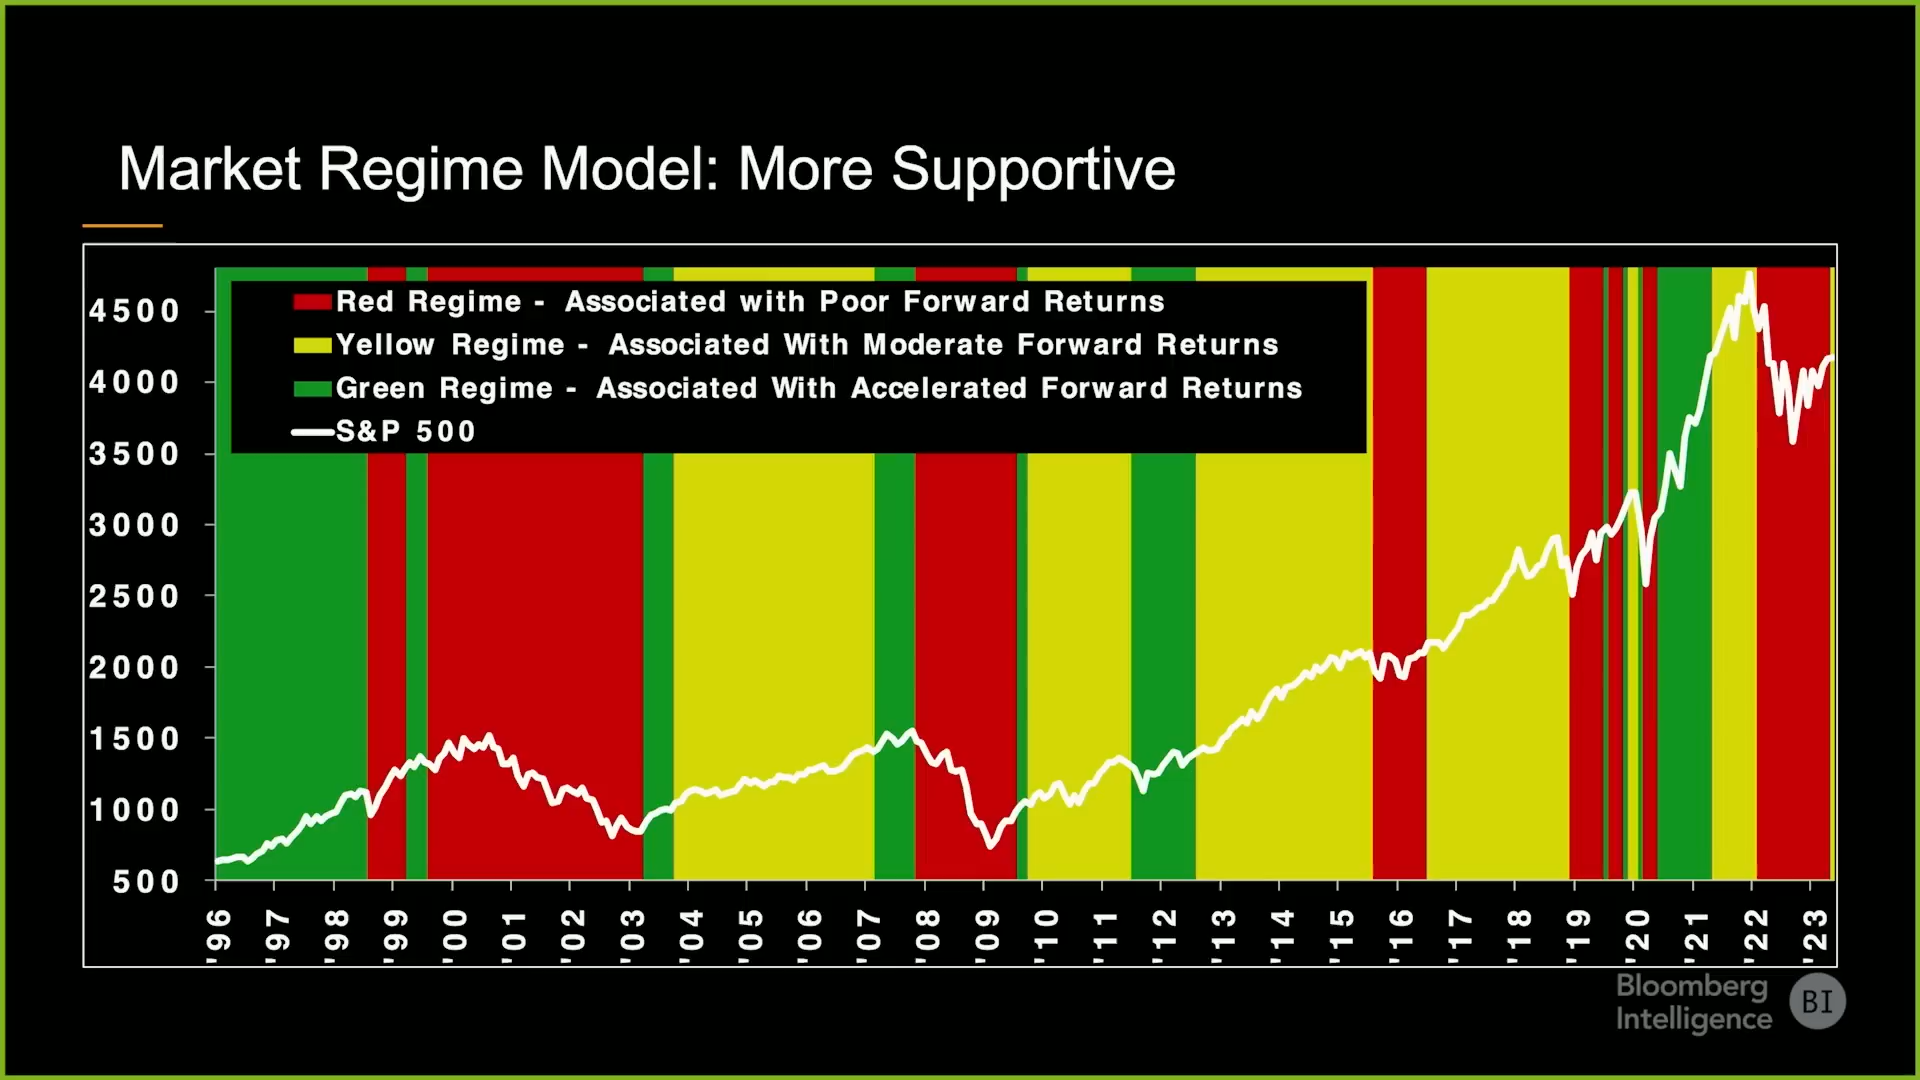 Market Regime Model: More Supportive
Red Regime - Associated with Poor Forward Returns
Yellow Regime - Associated With Moderate Forward Returns
Green Regime - Associated With Accelerated Forward Returns
S&P 500
4500
4000
3500
3000
2500
2000
1500
1000
500
'96 '97 '98 '99 '00 '01 '02 '03 '04 '05 '06 '07 '08 '09 '10 '11 '12 '13 '14 '15 '16 '17 '18 '19 '20 '21 '22 '23
Bloomberg
Intelligence
BI